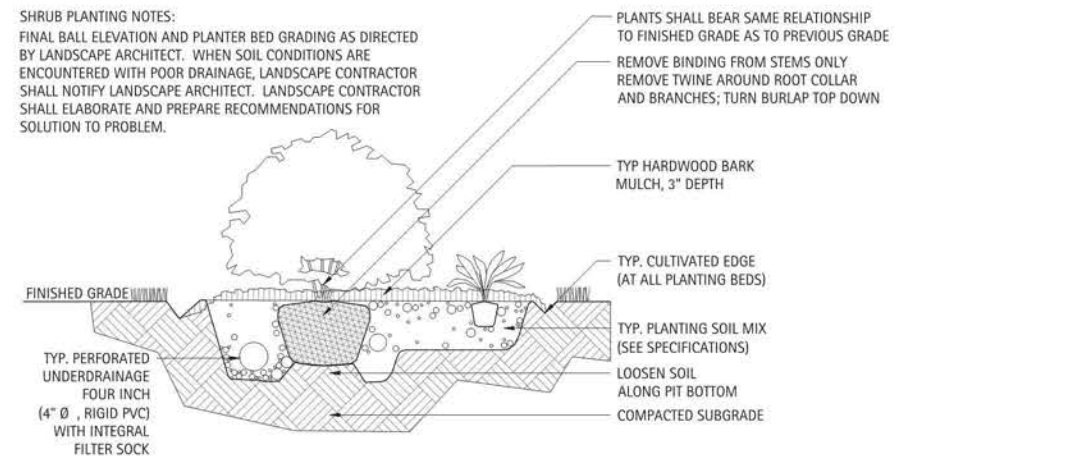 SHRUB PLANTING NOTES:
FINAL BALL ELEVATION AND PLANTER BED GRADING AS DIRECTED
BY LANDSCAPE ARCHITECT. WHEN SOIL CONDITIONS ARE
ENCOUNTERED WITH POOR DRAINAGE, LANDSCAPE CONTRACTOR
SHALL NOTIFY LANDSCAPE ARCHITECT. LANDSCAPE CONTRACTOR
SHALL ELABORATE AND PREPARE RECOMMENDATIONS FOR
SOLUTION TO PROBLEM.
PLANTS SHALL BEAR SAME RELATIONSHIP
TO FINISHED GRADE AS TO PREVIOUS GRADE
REMOVE BINDING FROM STEMS ONLY
REMOVE TWINE AROUND ROOT COLLAR
AND BRANCHES; TURN BURLAP TOP DOWN
TYP HARDWOOD BARK
MULCH, 3" DEPTH
TYP. CULTIVATED EDGE
(AT ALL PLANTING BEDS)
FINISHED GRADE
TYP. PLANTING SOIL MIX
(SEE SPECIFICATIONS)
LOOSEN SOIL
ALONG PIT BOTTOM
COMPACTED SUBGRADE
TYP. PERFORATED
UNDERDRAINAGE
FOUR INCH
(4" Ø , RIGID PVC)
WITH INTEGRAL
FILTER SOCK